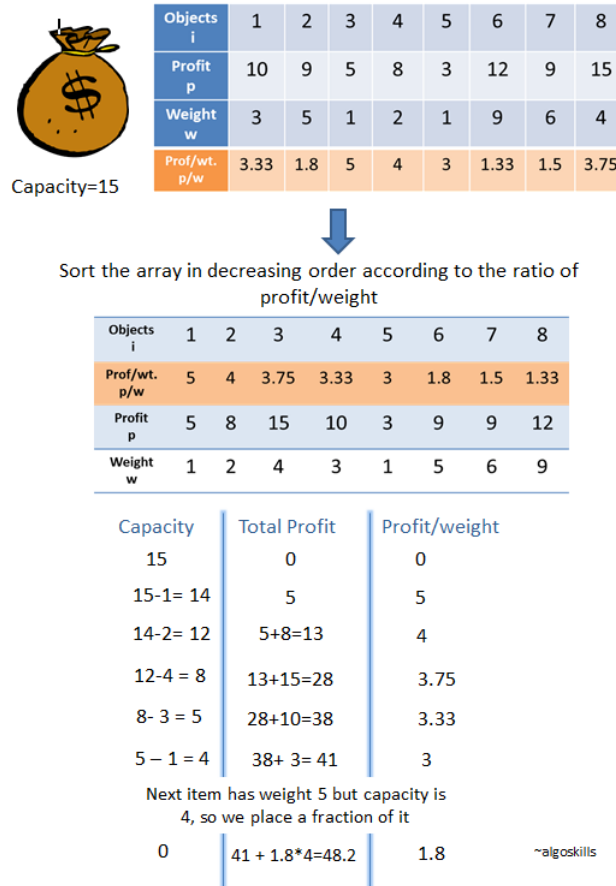 Objects i 1 2 3 4 5 6 7 8
Profit p 10 9 5 8 3 12 9 15
Weight w 3 5 1 2 1 9 6 4
Prof/wt. p/w 3.33 1.8 5 4 3 1.33 1.5 3.75
$
Capacity=15
Sort the array in decreasing order according to the ratio of
profit/weight
Objects i 1 2 3 4 5 6 7 8
Prof/wt. p/w 5 4 3.75 3.33 3 1.8 1.5 1.33
Profit p 5 8 15 10 3 9 9 12
Weight w 1 2 4 3 1 5 6 9
Capacity Total Profit Profit/weight
15 0 0
15-1= 14 5 5
14-2= 12 5+8=13 4
12-4 = 8 13+15=28 3.75
8- 3 = 5 28+10=38 3.33
5 – 1 = 4 38+ 3= 41 3
Next item has weight 5 but capacity is
4, so we place a fraction of it
0 41 + 1.8*4=48.2 1.8 ~algoskills